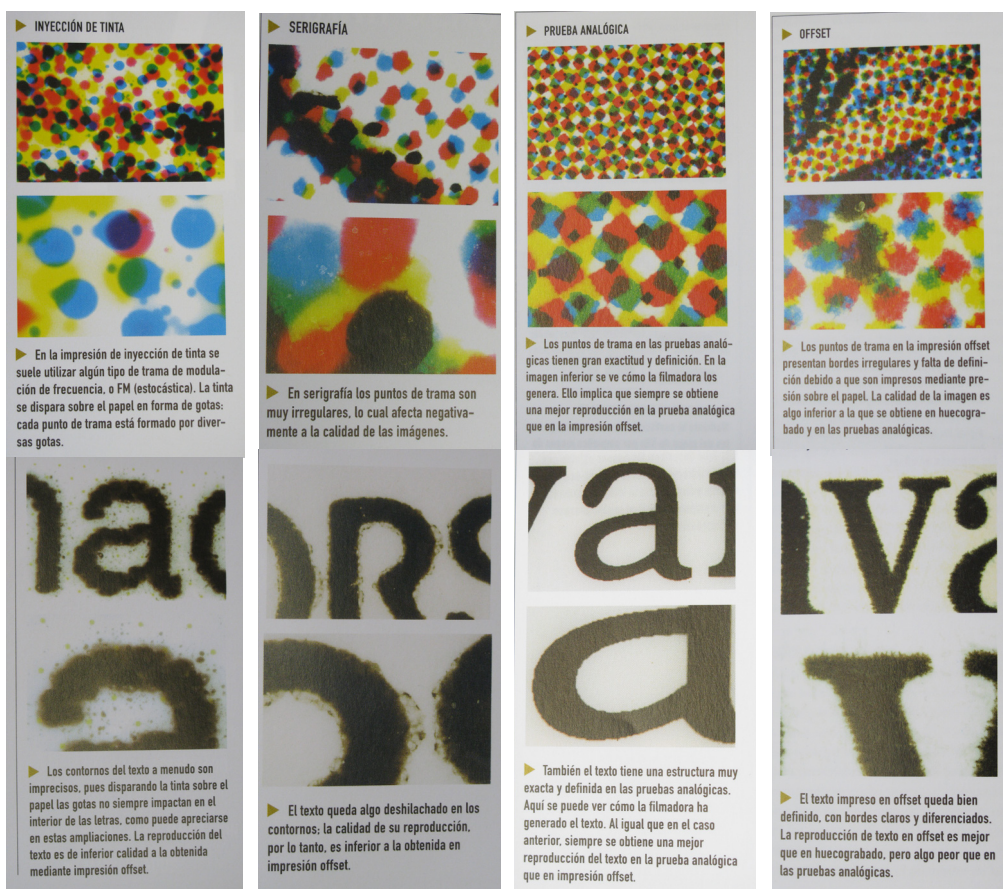 INYECCIÓN DE TINTA
En la impresión de inyección de tinta se
suele utilizar algún tipo de trama de modula-
ción de frecuencia, o FM (estocástica). La tinta
se dispara sobre el papel en forma de gotas:
cada punto de trama está formado por diver-
sas gotas.
SERIGRAFÍA
En serigrafía los puntos de trama son
muy irregulares, lo cual afecta negativa-
mente a la calidad de las imágenes.
PRUEBA ANALÓGICA
Los puntos de trama en las pruebas analó-
gicas tienen gran exactitud y definición. En la
imagen inferior se ve cómo la filmadora los
genera. Ello implica que siempre se obtiene
una mejor reproducción en la prueba analógica
que en la impresión offset.
OFFSET
Los puntos de trama en la impresión offset
presentan bordes irregulares y falta de defini-
ción debido a que son impresos mediante pre-
sión sobre el papel. La calidad de la imagen es
algo inferior a la que se obtiene en huecogra-
bado y en las pruebas analógicas.
Los contornos del texto a menudo son
imprecisos, pues disparando la tinta sobre el
papel las gotas no siempre impactan en el
interior de las letras, como puede apreciarse
en estas ampliaciones. La reproducción del
texto es de inferior calidad a la obtenida
mediante impresión offset.
El texto queda algo deshilachado en los
contornos; la calidad de su reproducción,
por lo tanto, es inferior a la obtenida en
impresión offset.
va
a
También el texto tiene una estructura muy
exacta y definida en las pruebas analógicas.
Aquí se puede ver cómo la filmadora ha
generado el texto. Al igual que en el caso
anterior, siempre se obtiene una mejor
reproducción del texto en la prueba analógica
que en impresión offset.
va
v
El texto impreso en offset queda bien
definido, con bordes claros y diferenciados.
La reproducción de texto en offset es mejor
que en huecograbado, pero algo peor que en
las pruebas analógicas.